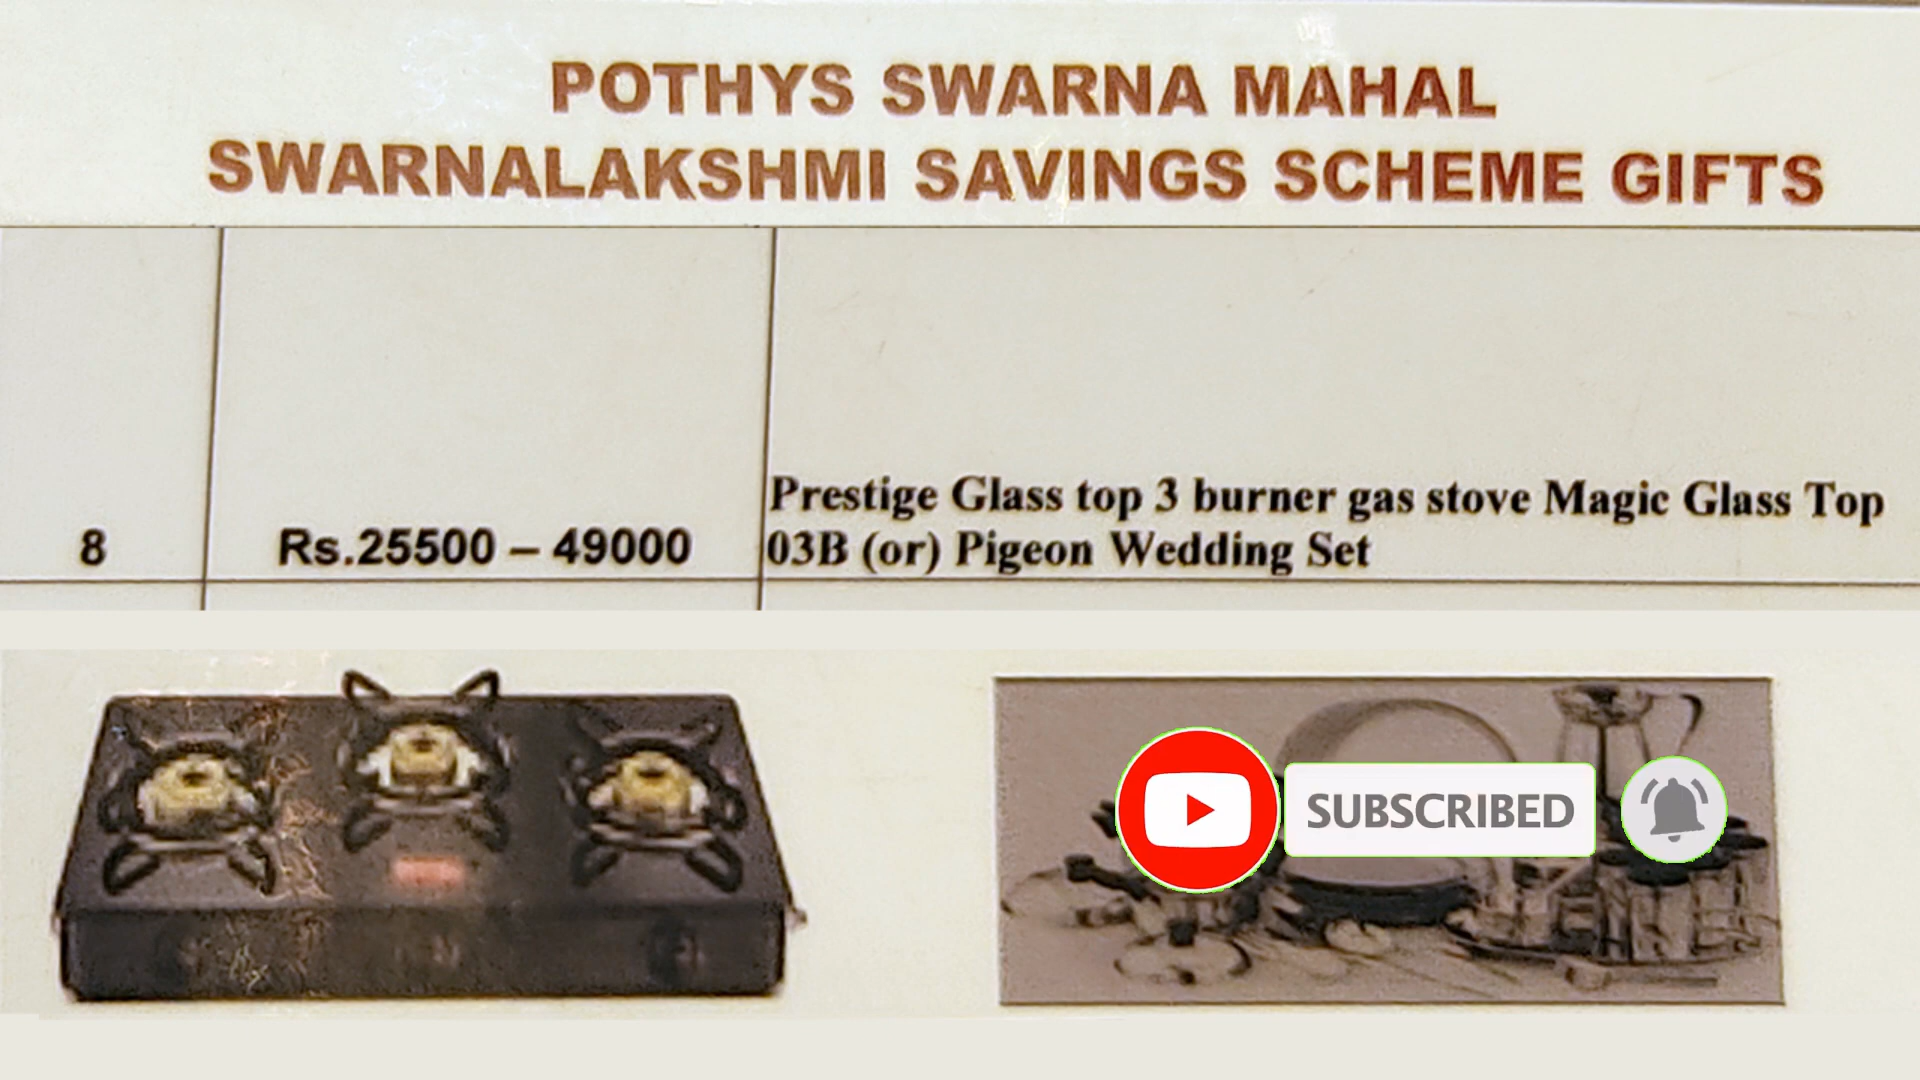 POTHYS SWARNA MAHAL
SWARNALAKSHMI SAVINGS SCHEME GIFTS
8
Rs.25500 – 49000
Prestige Glass top 3 burner gas stove Magic Glass Top
03B (or) Pigeon Wedding Set
SUBSCRIBED